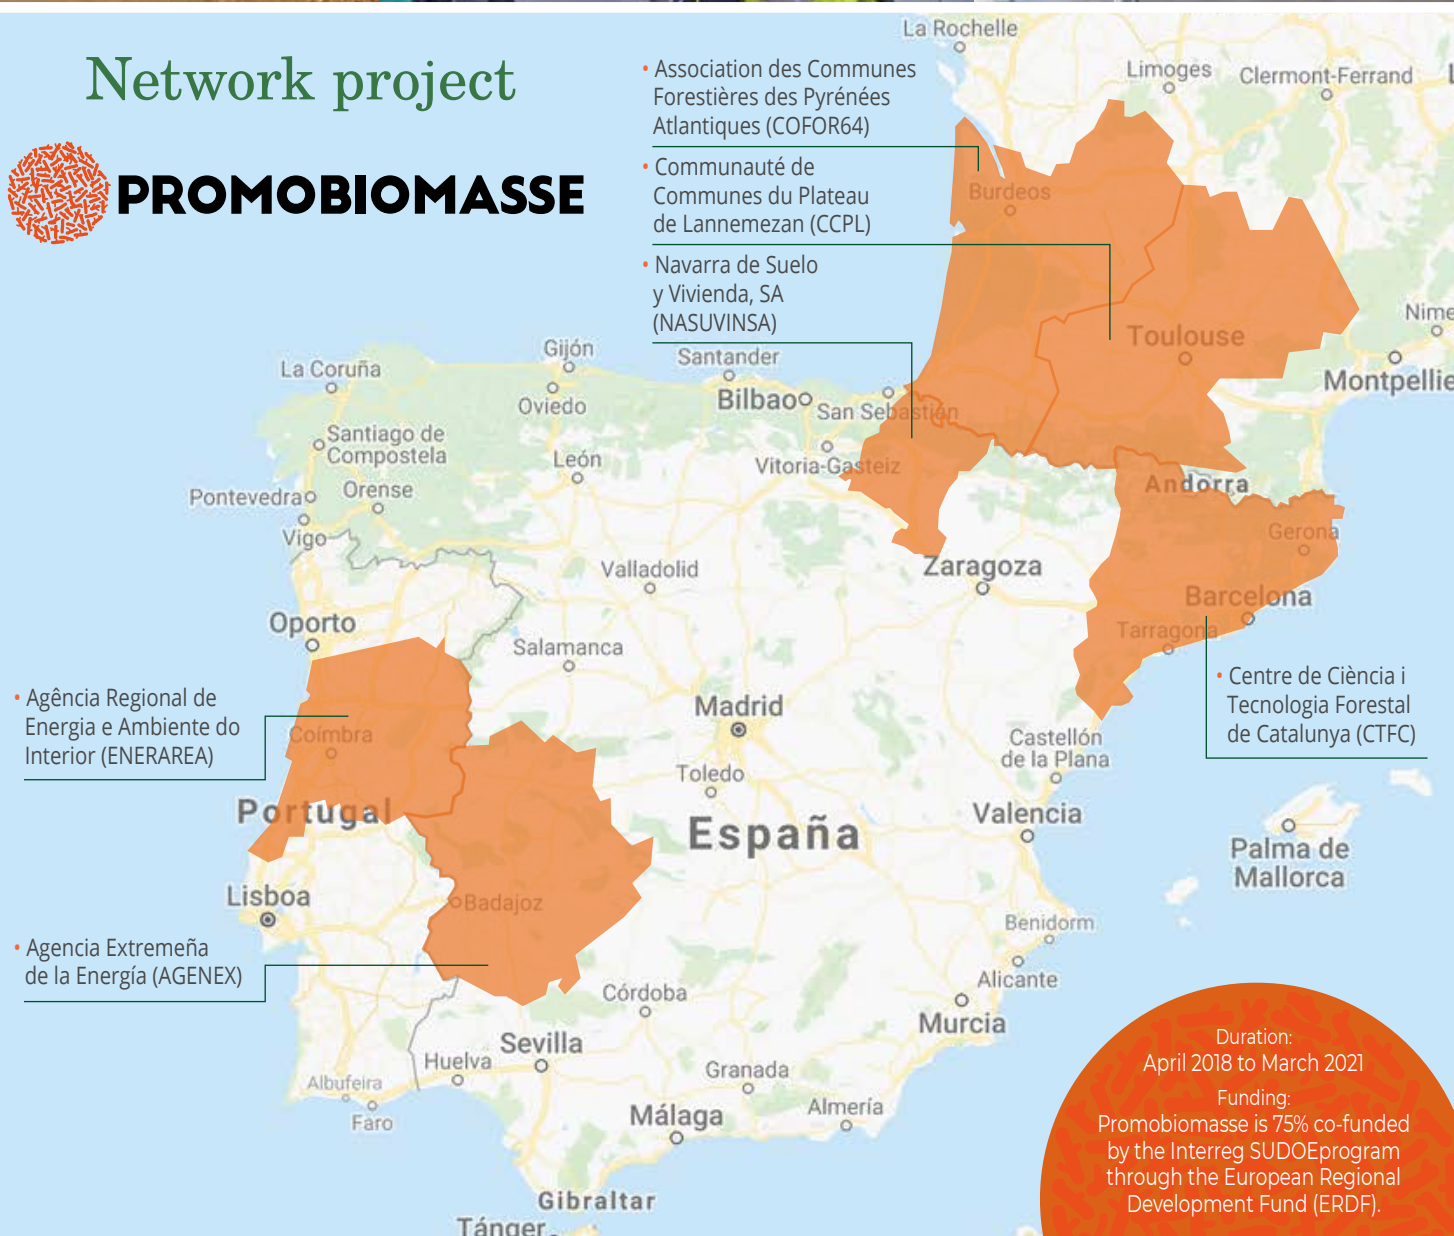 Network project
PROMOBIOMASSE
• Association des Communes
Forestières des Pyrénées
Atlantiques (COFOR64)
• Communauté de
Communes du Plateau
de Lannemezan (CCPL)
• Navarra de Suelo
y Vivienda, SA
(NASUVINSA)
• Agência Regional de
Energia e Ambiente do
Interior (ENERAREA)
• Agencia Extremeña
de la Energía (AGENEX)
• Centre de Ciència i
Tecnologia Forestal
de Catalunya (CTFC)
La Rochelle
Limoges
Clermont-Ferrand
Burdeos
Toulouse
Nime
Montpellie
Gijón
Santander
La Coruña
Bilbao
San Sebastián
Oviedo
Santiago de
Compostela
León
Vitoria-Gasteiz
Pontevedra
Orense
Andorra
Vigo
Gerona
Valladolid
Zaragoza
Barcelona
Oporto
Tarragona
Salamanca
Madrid
Coímbra
Castellón
de la Plana
Toledo
Portugal
España
Valencia
Palma de
Mallorca
Lisboa
Badajoz
Benidorm
Alicante
Córdoba
Murcia
Sevilla
Huelva
Granada
Albufeira
Almería
Faro
Málaga
Gibraltar
Tánger
Duration:
April 2018 to March 2021
Funding:
Promobiomasse is 75% co-funded
by the Interreg SUDOEprogram
through the European Regional
Development Fund (ERDF).